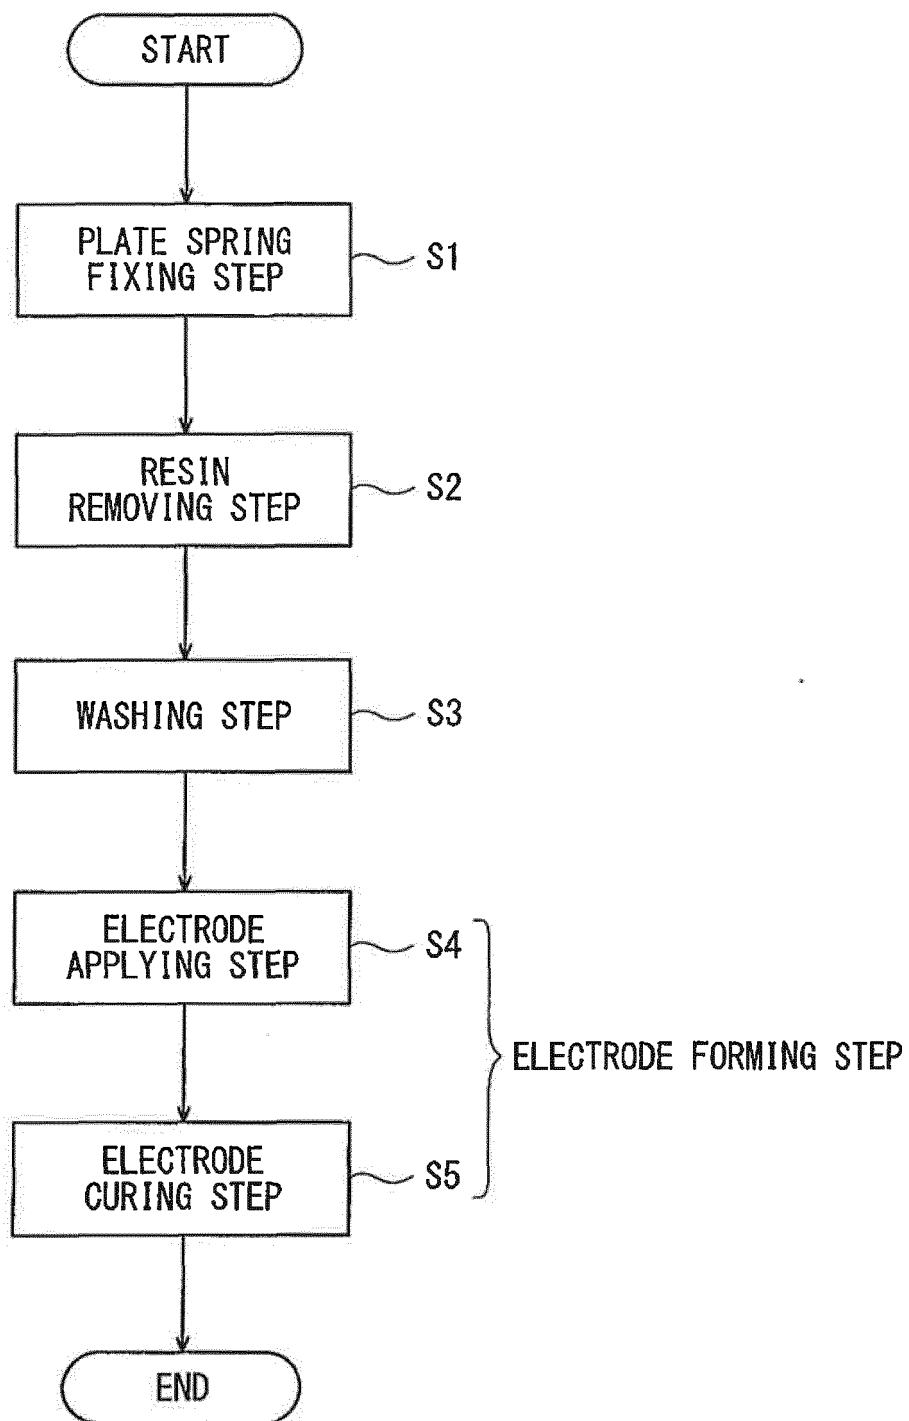 START
PLATE SPRING
FIXING STEP
S1
RESIN
REMOVING STEP
S2
WASHING STEP
S3
ELECTRODE
APPLYING STEP
S4
ELECTRODE FORMING STEP
ELECTRODE
CURING STEP
S5
END